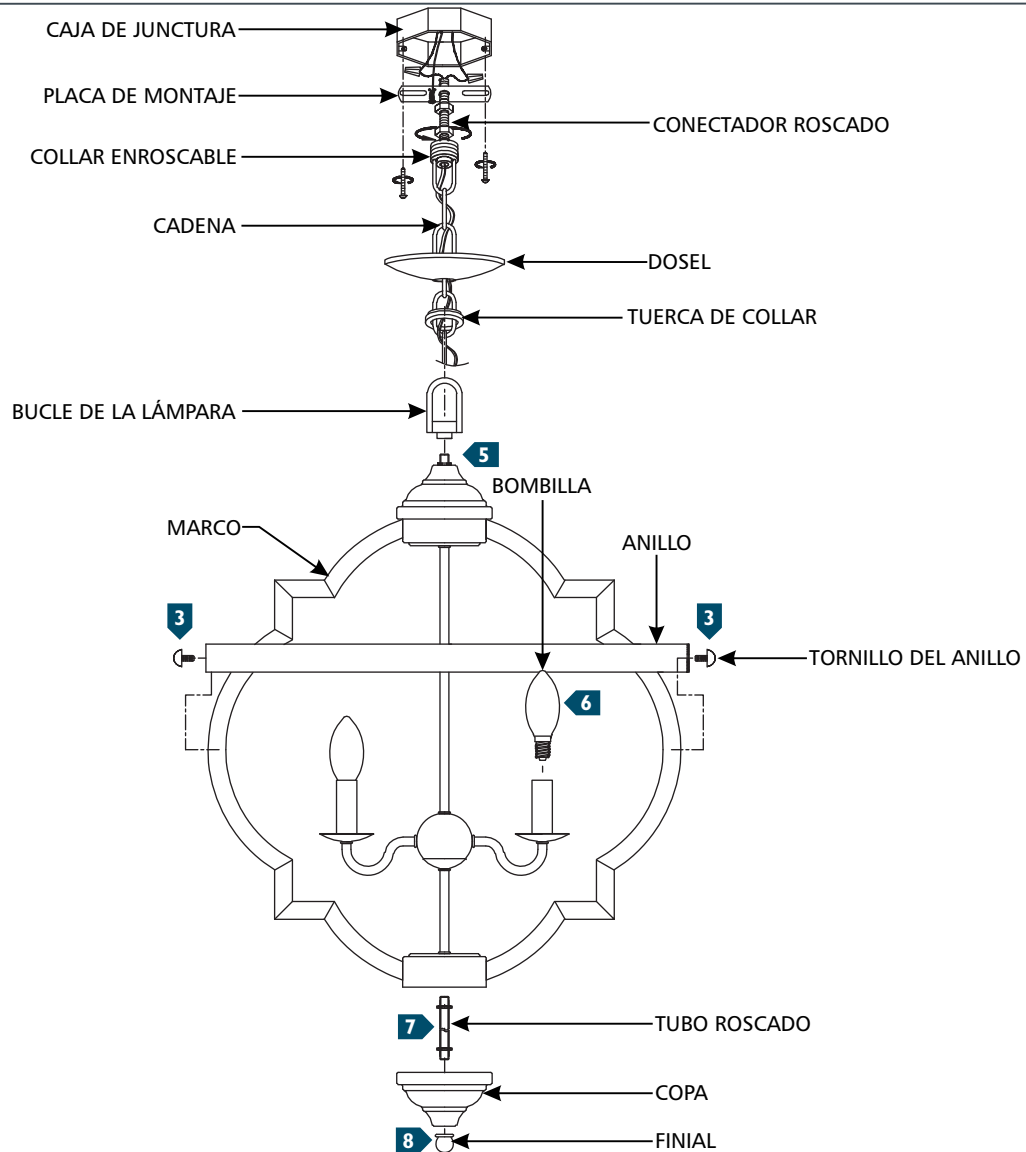 CAJA DE JUNCTURA
PLACA DE MONTAJE
CONECTADOR ROSCADO
COLLAR ENROSCABLE
CADENA
DOSEL
TUERCA DE COLLAR
BUCLE DE LA LÁMPARA
5
BOMBILLA
MARCO
ANILLO
3
3
TORNILLO DEL ANILLO
6
7
TUBO ROSCADO
COPA
8
FINIAL